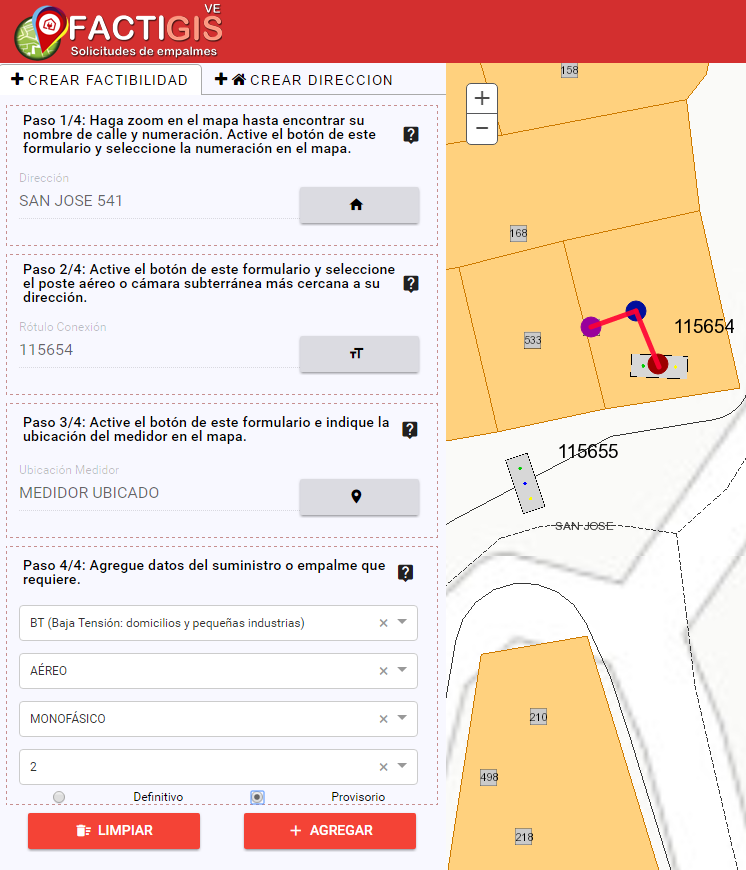 VE
FACTIGIS
Solicitudes de empalmes
CREAR FACTIBILIDAD
CREAR DIRECCION
Paso 1/4: Haga zoom en el mapa hasta encontrar su
nombre de calle y numeración. Active el botón de este
formulario y seleccione la numeración en el mapa.
Dirección
SAN JOSE 541
Paso 2/4: Active el botón de este formulario y seleccione
el poste aéreo o cámara subterránea más cercana a su
dirección.
Rótulo Conexión
115654
Paso 3/4: Active el botón de este formulario e indique la
ubicación del medidor en el mapa.
Ubicación Medidor
MEDIDOR UBICADO
Paso 4/4: Agregue datos del suministro o empalme que
requiere.
BT (Baja Tensión: domicilios y pequeñas industrias)
AÉREO
MONOFÁSICO
2
Definitivo
Provisorio
LIMPIAR
AGREGAR
158
168
533
115654
115655
SAN JOSE
210
498
218